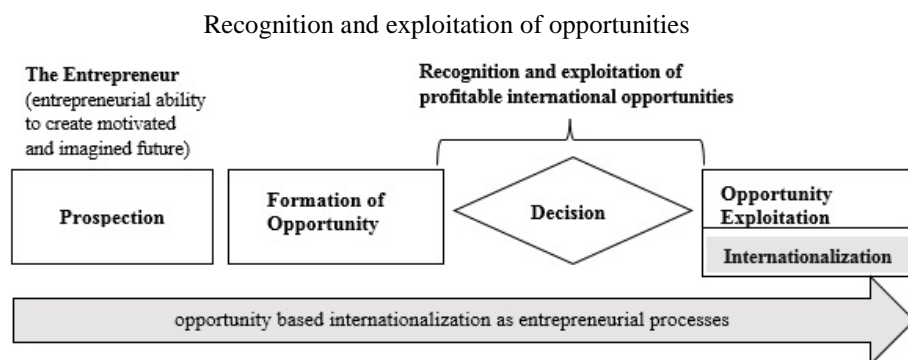 Recognition and exploitation of opportunities
The Entrepreneur
(entrepreneurial ability
to create motivated
and imagined future)
Recognition and exploitation of
profitable international opportunities
Prospection
Formation of
Opportunity
Decision
Opportunity
Exploitation
Internationalization
opportunity based internationalization as entrepreneurial processes